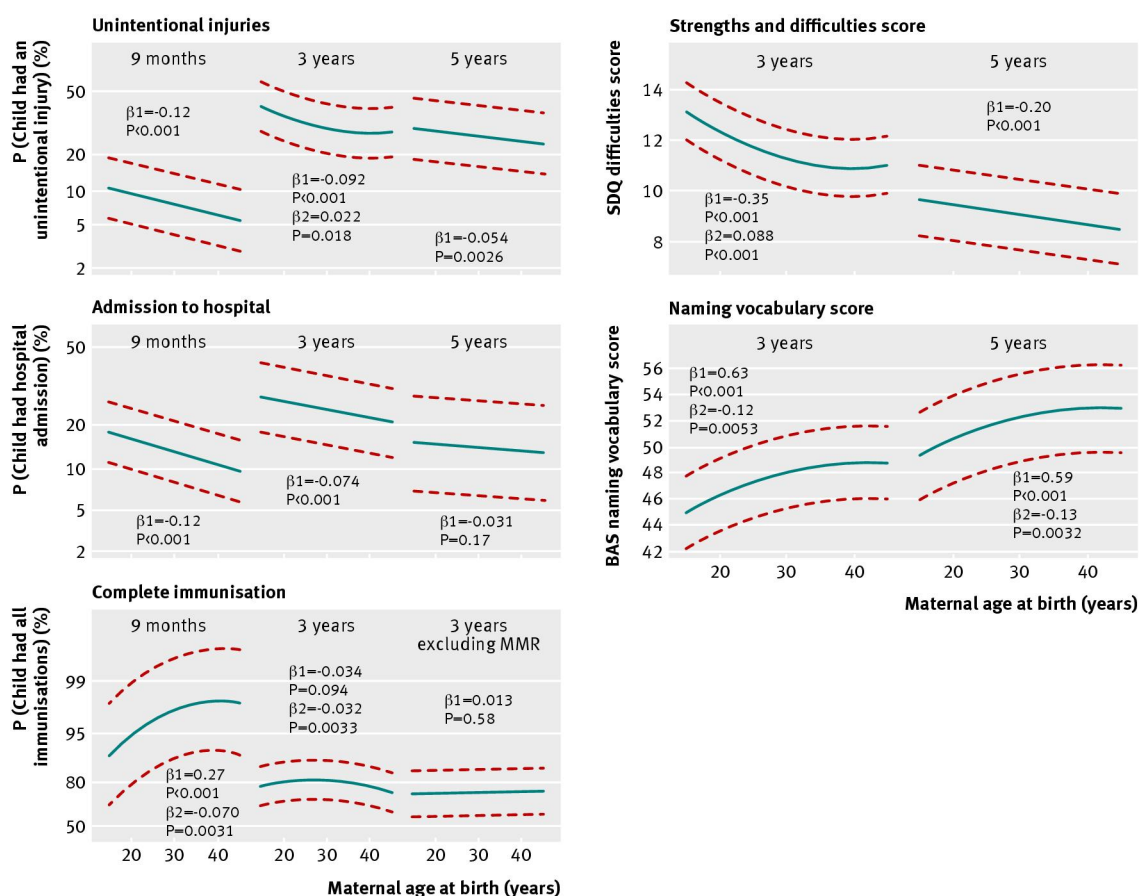 Unintentional injuries
P (Child had an
unintentional injury) (%)
9 months
3 years
5 years
50
20
10
5
2
β1=-0.12
P<0.001
β1=-0.092
P<0.001
β2=0.022
P=0.018
β1=-0.054
P=0.0026
Admission to hospital
P (Child had hospital
admission) (%)
9 months
3 years
5 years
50
20
10
5
2
β1=-0.12
P<0.001
β1=-0.074
P<0.001
β1=-0.031
P=0.17
Complete immunisation
P (Child had all
immunisations) (%)
9 months
3 years
3 years
excluding MMR
99
95
80
50
β1=0.27
P<0.001
β2=-0.070
P=0.0031
β1=-0.034
P=0.094
β2=-0.032
P=0.0033
β1=0.013
P=0.58
20 30 40 20 30 40 20 30 40
Maternal age at birth (years)
Strengths and difficulties score
SDQ difficulties score
3 years
5 years
14
12
10
8
β1=-0.35
P<0.001
β2=0.088
P<0.001
β1=-0.20
P<0.001
Naming vocabulary score
BAS naming vocabulary score
3 years
5 years
56
54
52
50
48
46
44
42
β1=0.63
P<0.001
β2=-0.12
P=0.0053
β1=0.59
P<0.001
β2=-0.13
P=0.0032
20 30 40 20 30 40
Maternal age at birth (years)